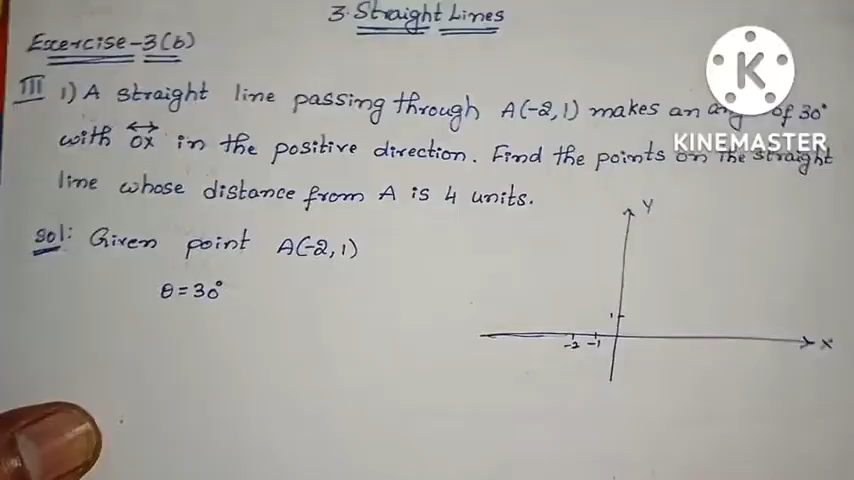 3. Straight Lines
Exercise-3(b)
III 1) A straight line passing through A(-2,1) makes an ang of 30°
with OX in the positive direction. Find the points on the straight
line whose distance from A is 4 units.
Sol: Given point A(-2,1)
θ = 30°
Y
1
-2 -1
X
K
KINEMASTER